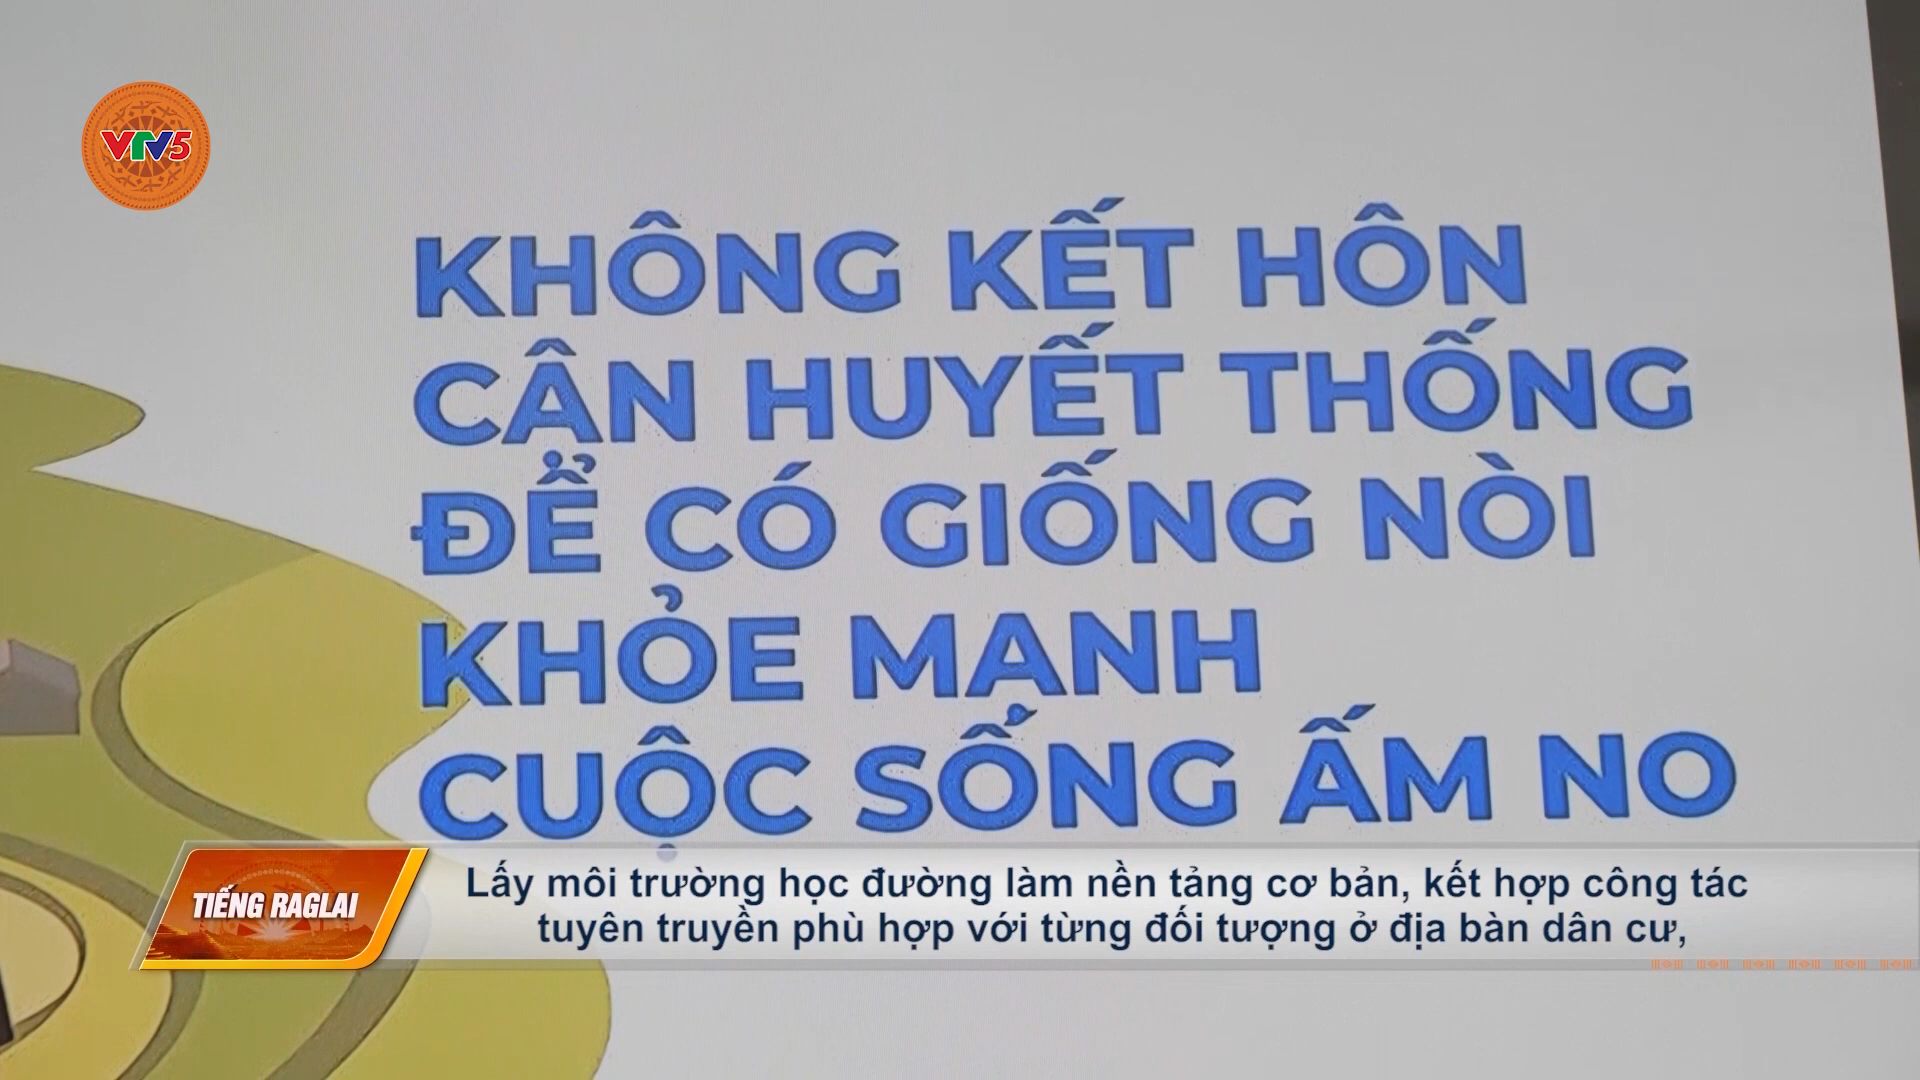 VTV5
KHÔNG KẾT HÔN
CẬN HUYẾT THỐNG
ĐỂ CÓ GIỐNG NÒI
KHỎE MẠNH
CUỘC SỐNG ẤM NO
TIẾNG RAGLAI
Lấy môi trường học đường làm nền tảng cơ bản, kết hợp công tác
tuyên truyền phù hợp với từng đối tượng ở địa bàn dân cư,